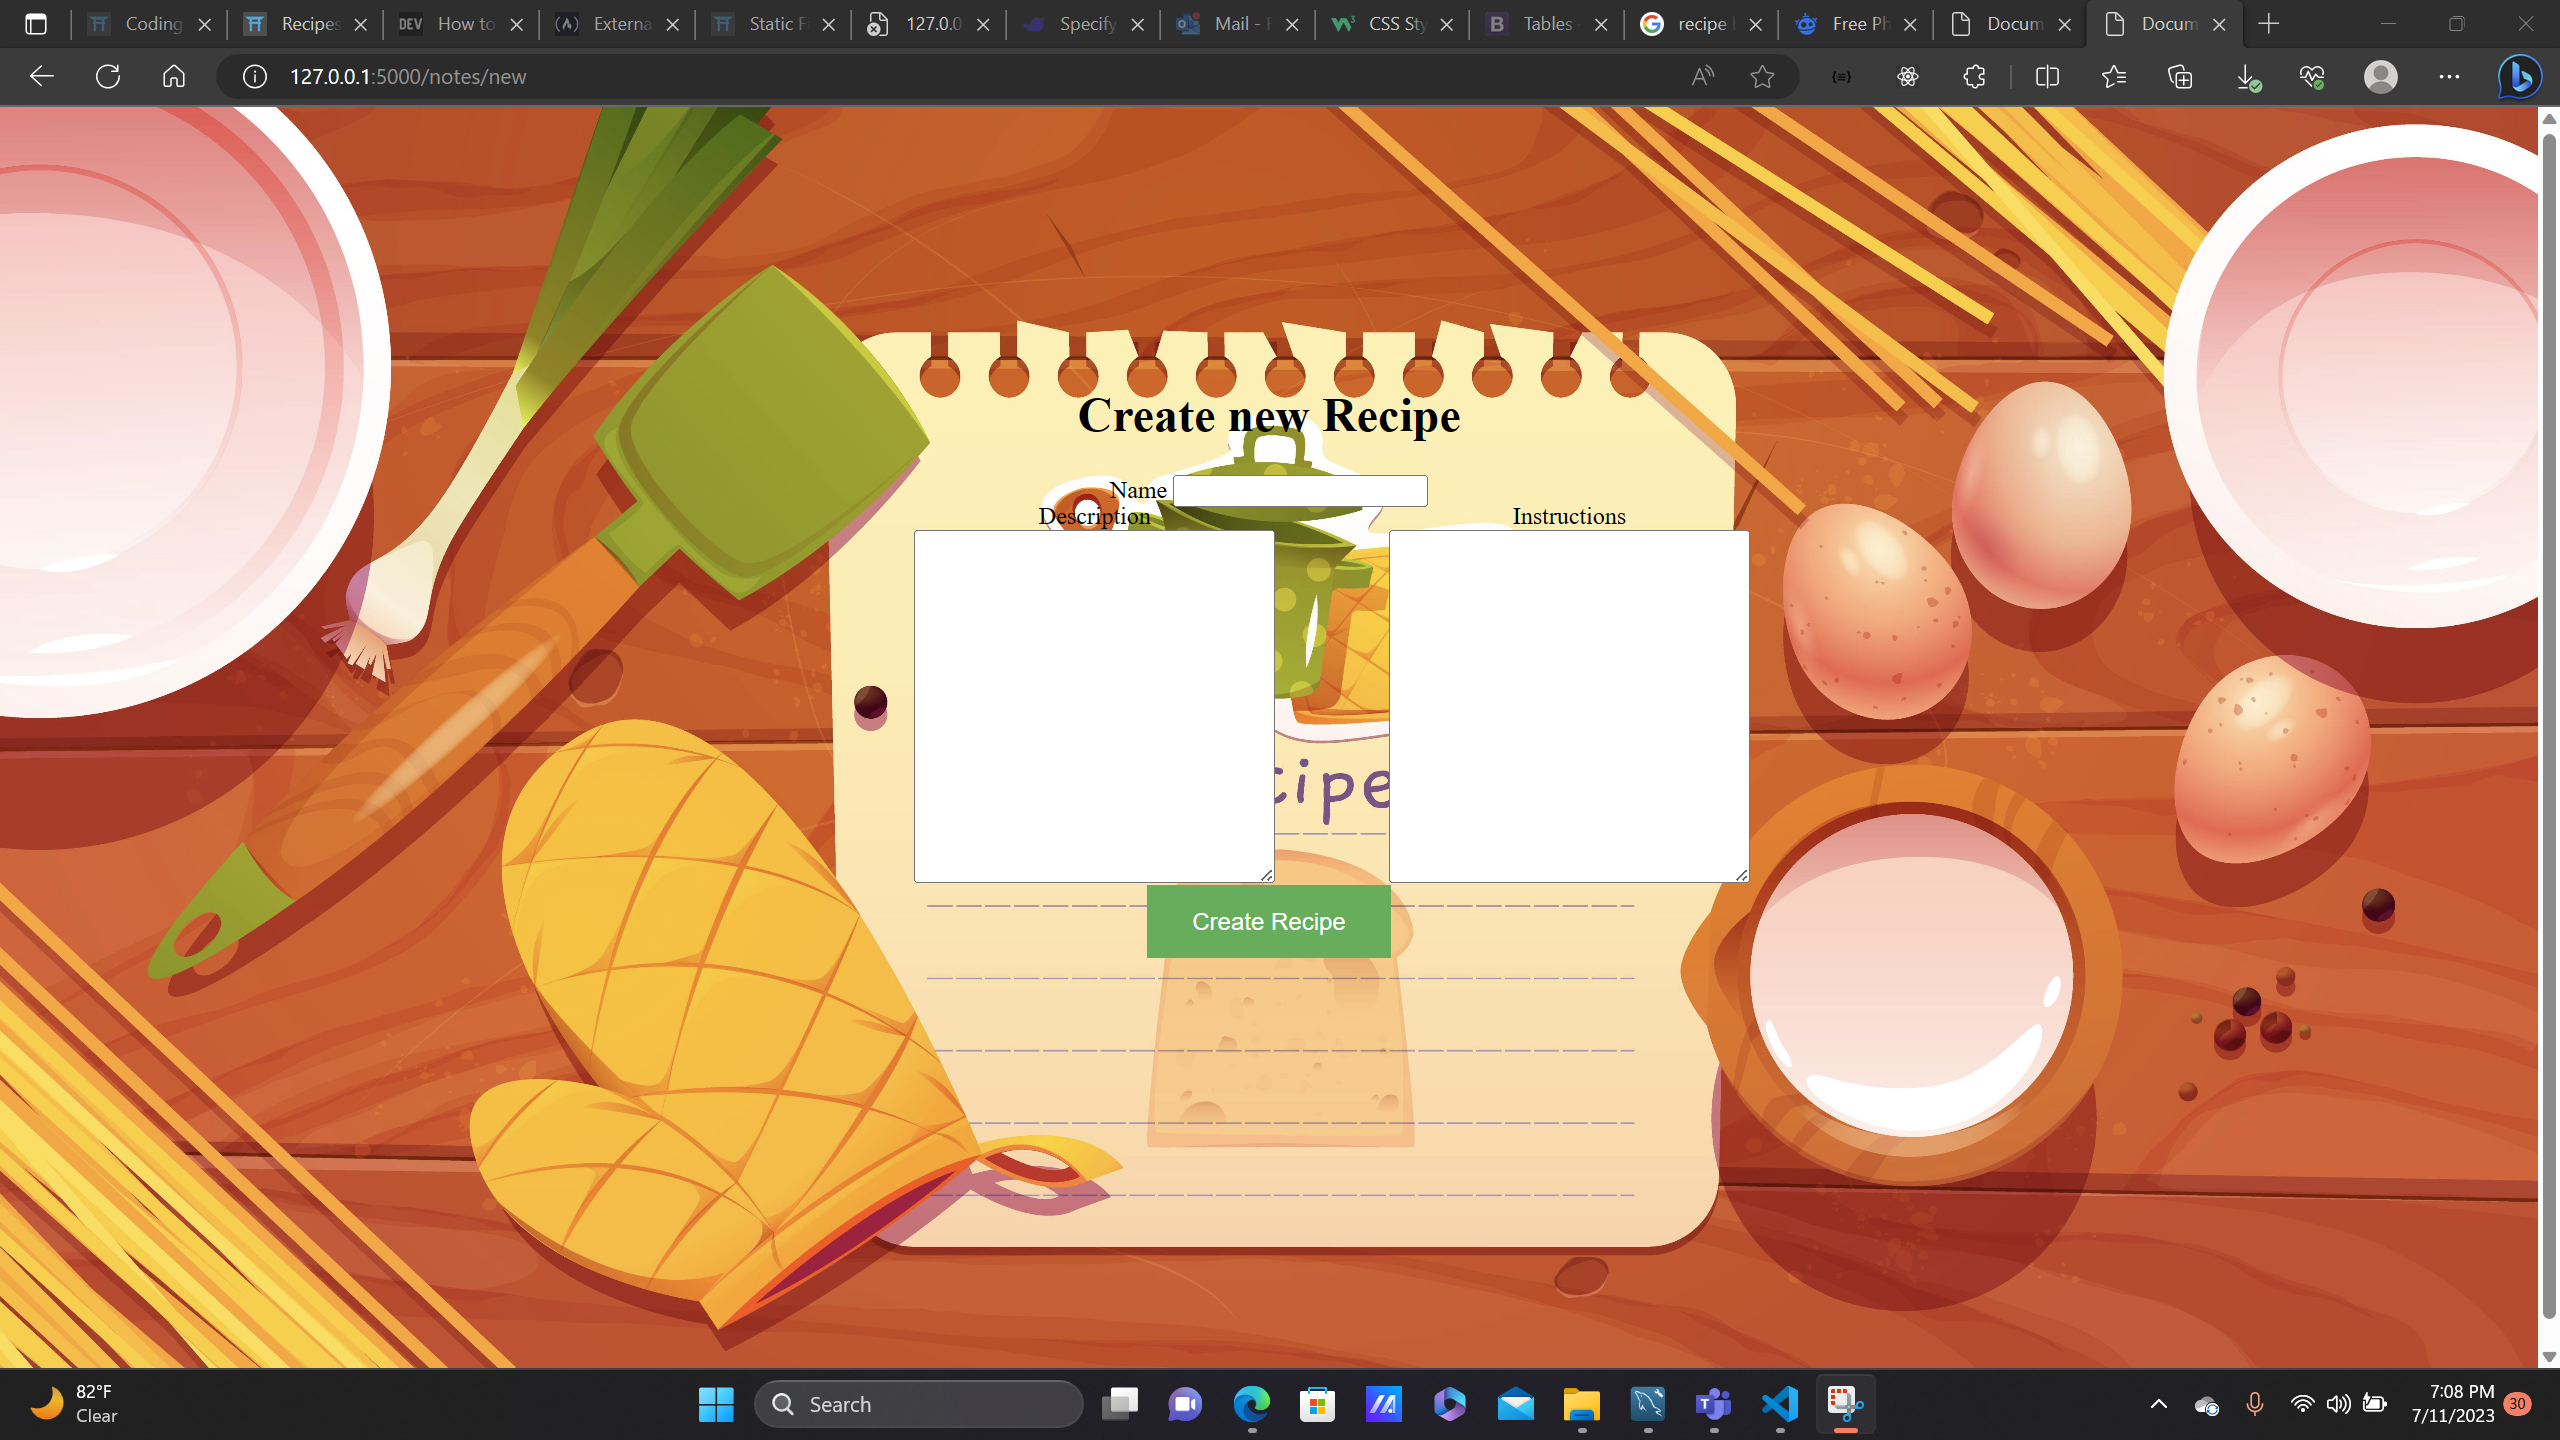 Coding
Recipes
DEV
How to
Externa
Static Fi
127.0.0
Specify
Mail - F
CSS Sty
Tables -
recipe l
Free Ph
Docum
Docum
127.0.0.1:5000/notes/new
Create new Recipe
Name
Description
Instructions
cipe
Create Recipe
82°F
Clear
Search
7:08 PM
7/11/2023
30